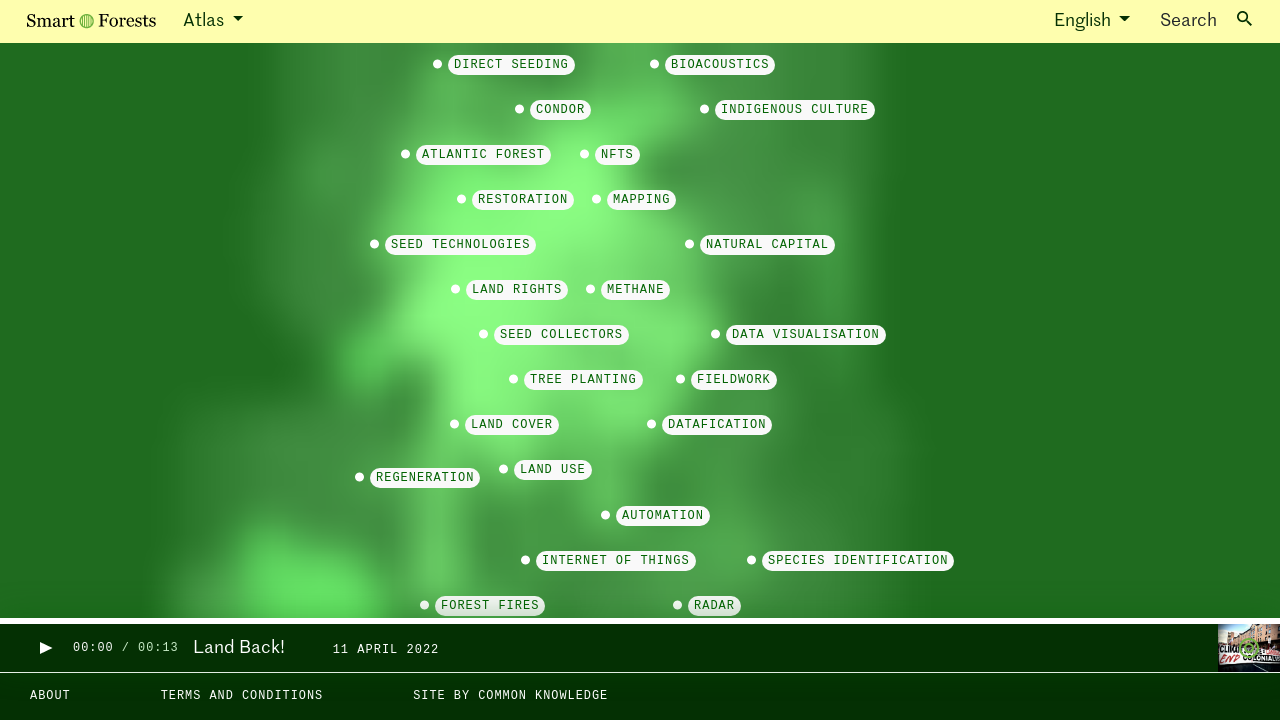 Smart Forests Atlas English Search
DIRECT SEEDING BIOACOUSTICS
CONDOR INDIGENOUS CULTURE
ATLANTIC FOREST NFTS
RESTORATION MAPPING
SEED TECHNOLOGIES NATURAL CAPITAL
LAND RIGHTS METHANE
SEED COLLECTORS DATA VISUALISATION
TREE PLANTING FIELDWORK
LAND COVER DATAFICATION
REGENERATION LAND USE
AUTOMATION
INTERNET OF THINGS SPECIES IDENTIFICATION
FOREST FIRES RADAR
00:00 / 00:13 Land Back! 11 APRIL 2022
END COLONIAL
ABOUT TERMS AND CONDITIONS SITE BY COMMON KNOWLEDGE